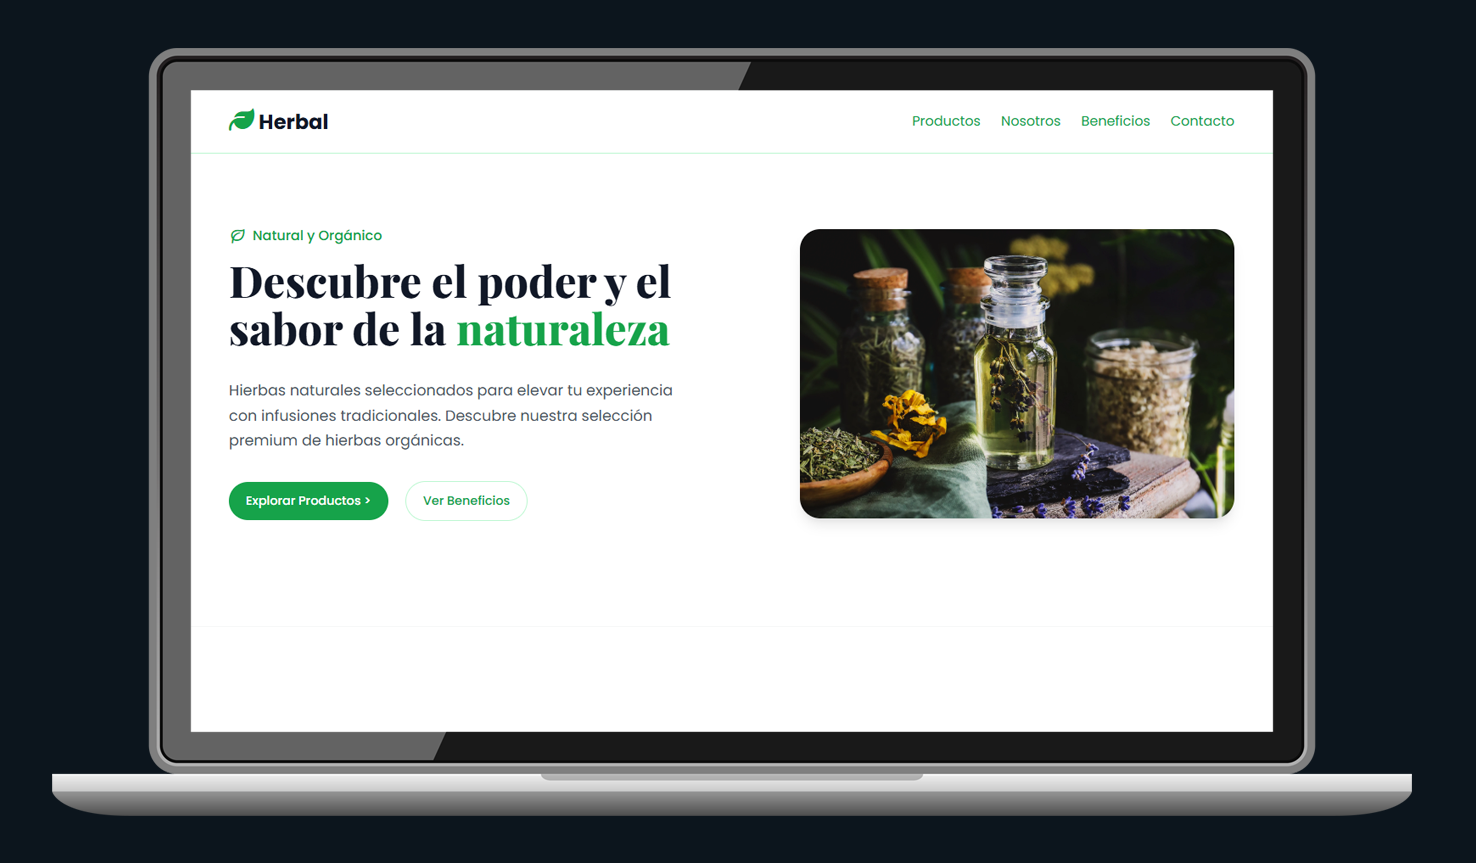 Herbal
Productos Nosotros Beneficios Contacto
Natural y Orgánico
Descubre el poder y el
sabor de la naturaleza
Hierbas naturales seleccionados para elevar tu experiencia
con infusiones tradicionales. Descubre nuestra selección
premium de hierbas orgánicas.
Explorar Productos >
Ver Beneficios